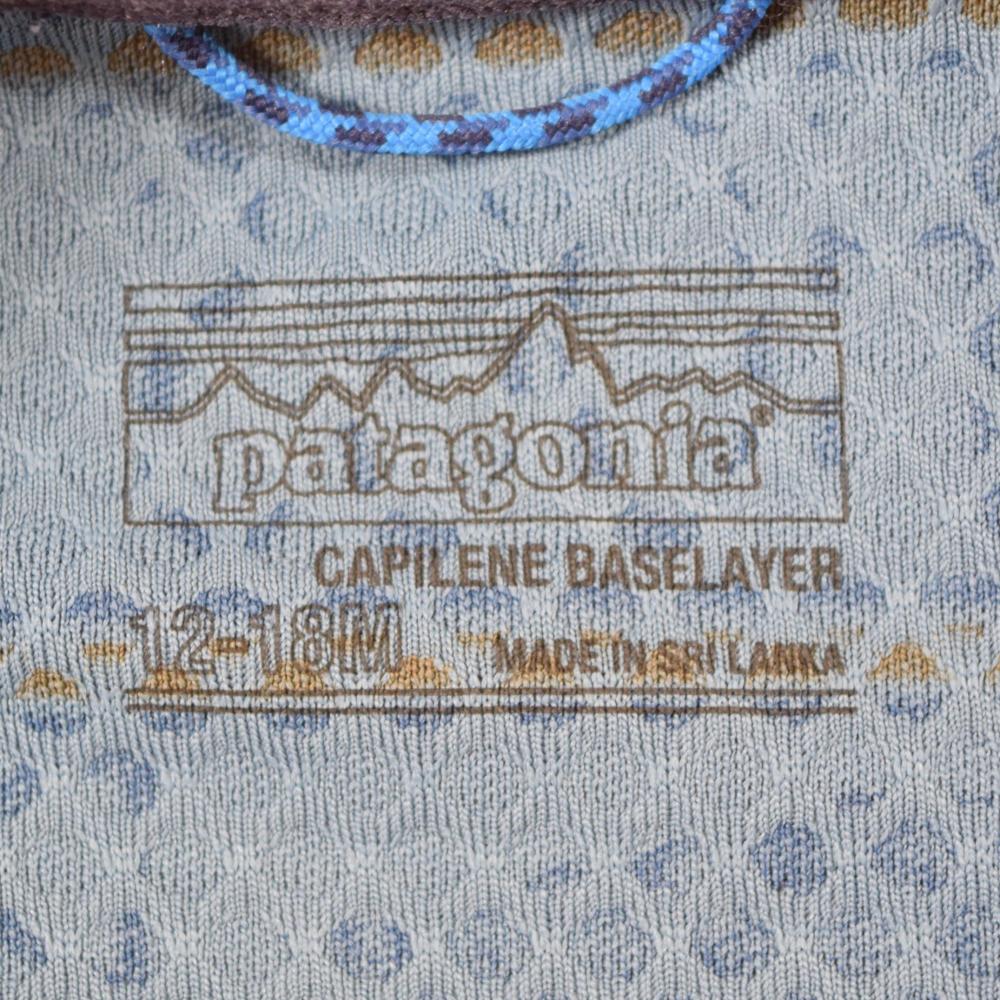 patagonia®
CAPILENE BASELAYER
12-18M MADE IN SRI LANKA